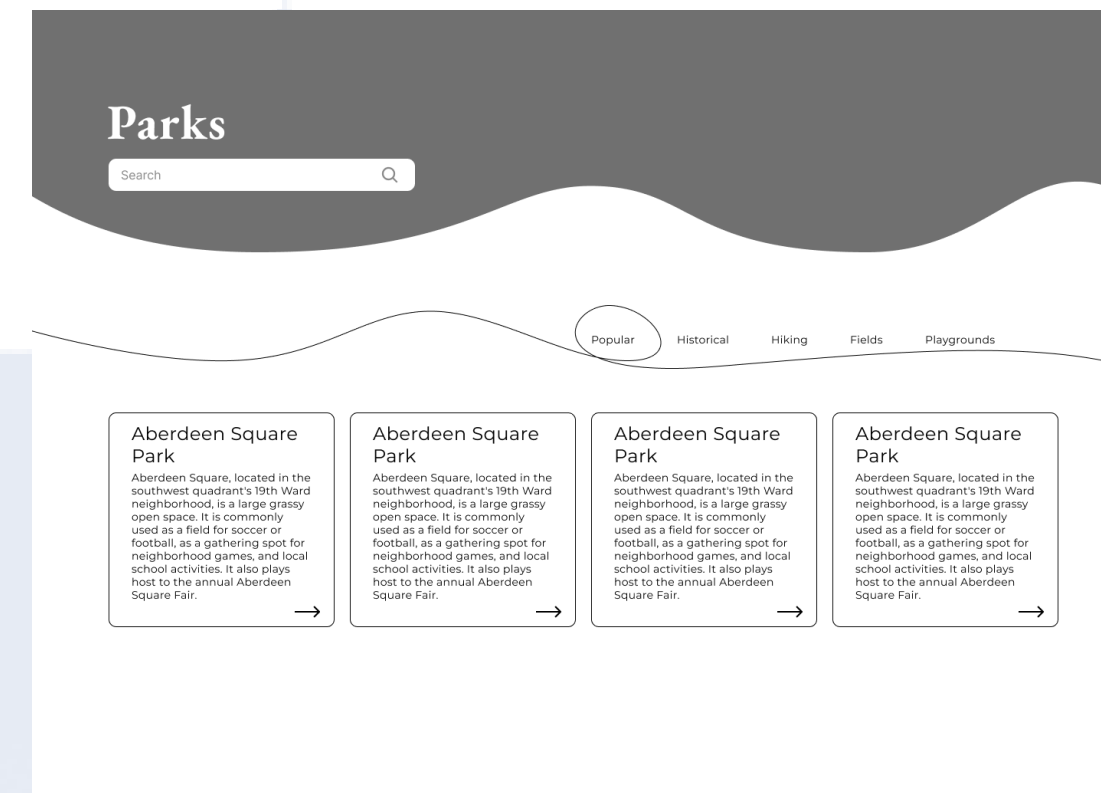 Parks
Search
Popular Historical Hiking Fields Playgrounds
Aberdeen Square
Park
Aberdeen Square, located in the
southwest quadrant's 19th Ward
neighborhood, is a large grassy
open space. It is commonly
used as a field for soccer or
football, as a gathering spot for
neighborhood games, and local
school activities. It also plays
host to the annual Aberdeen
Square Fair.
Aberdeen Square
Park
Aberdeen Square, located in the
southwest quadrant's 19th Ward
neighborhood, is a large grassy
open space. It is commonly
used as a field for soccer or
football, as a gathering spot for
neighborhood games, and local
school activities. It also plays
host to the annual Aberdeen
Square Fair.
Aberdeen Square
Park
Aberdeen Square, located in the
southwest quadrant's 19th Ward
neighborhood, is a large grassy
open space. It is commonly
used as a field for soccer or
football, as a gathering spot for
neighborhood games, and local
school activities. It also plays
host to the annual Aberdeen
Square Fair.
Aberdeen Square
Park
Aberdeen Square, located in the
southwest quadrant's 19th Ward
neighborhood, is a large grassy
open space. It is commonly
used as a field for soccer or
football, as a gathering spot for
neighborhood games, and local
school activities. It also plays
host to the annual Aberdeen
Square Fair.